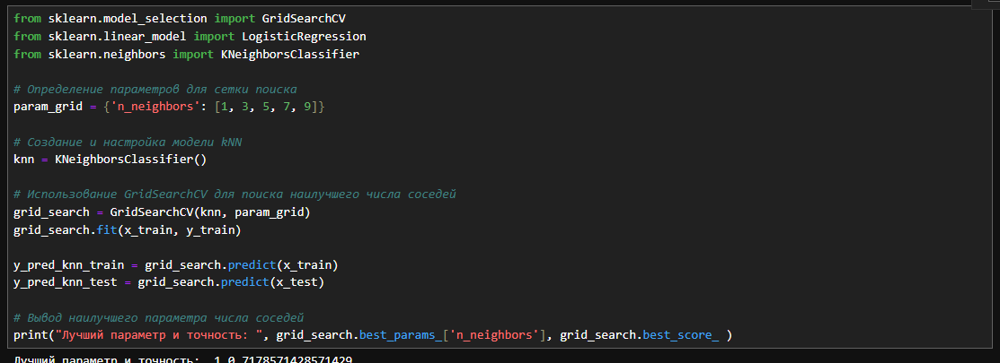 from sklearn.model_selection import GridSearchCV
from sklearn.linear_model import LogisticRegression
from sklearn.neighbors import KNeighborsClassifier
# Определение параметров для сетки поиска
param_grid = {'n_neighbors': [1, 3, 5, 7, 9]}
# Создание и настройка модели kNN
knn = KNeighborsClassifier()
# Использование GridSearchCV для поиска наилучшего числа соседей
grid_search = GridSearchCV(knn, param_grid)
grid_search.fit(x_train, y_train)
y_pred_knn_train = grid_search.predict(x_train)
y_pred_knn_test = grid_search.predict(x_test)
# Вывод наилучшего параметра числа соседей
print("Лучший параметр и точность: ", grid_search.best_params_['n_neighbors'], grid_search.best_score_ )
Лучший параметр и точность:  1 0.7178571428571429